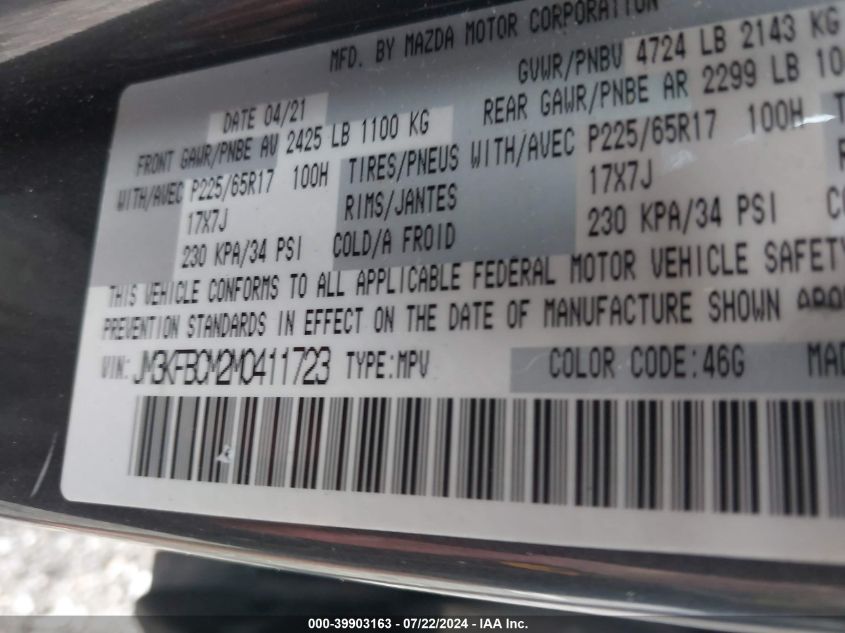 MFD. BY MAZDA MOTOR CORPORATION
DATE 04/21 GVWR/PNBV 4724 LB 2143 KG
FRONT GAWR/PNBE AV 2425 LB 1100 KG REAR GAWR/PNBE AR 2299 LB 10
WITH/AVEC P225/65R17 100H TIRES/PNEUS WITH/AVEC P225/65R17 100H
17X7J RIMS/JANTES 17X7J
230 KPA/34 PSI COLD/A FROID 230 KPA/34 PSI
THIS VEHICLE CONFORMS TO ALL APPLICABLE FEDERAL MOTOR VEHICLE SAFETY
PREVENTION STANDARDS IN EFFECT ON THE DATE OF MANUFACTURE SHOWN
VIN: JM3KFBCM2M0411723 TYPE:MPV COLOR CODE:46G MAD
000-39903163 - 07/22/2024 - IAA Inc.